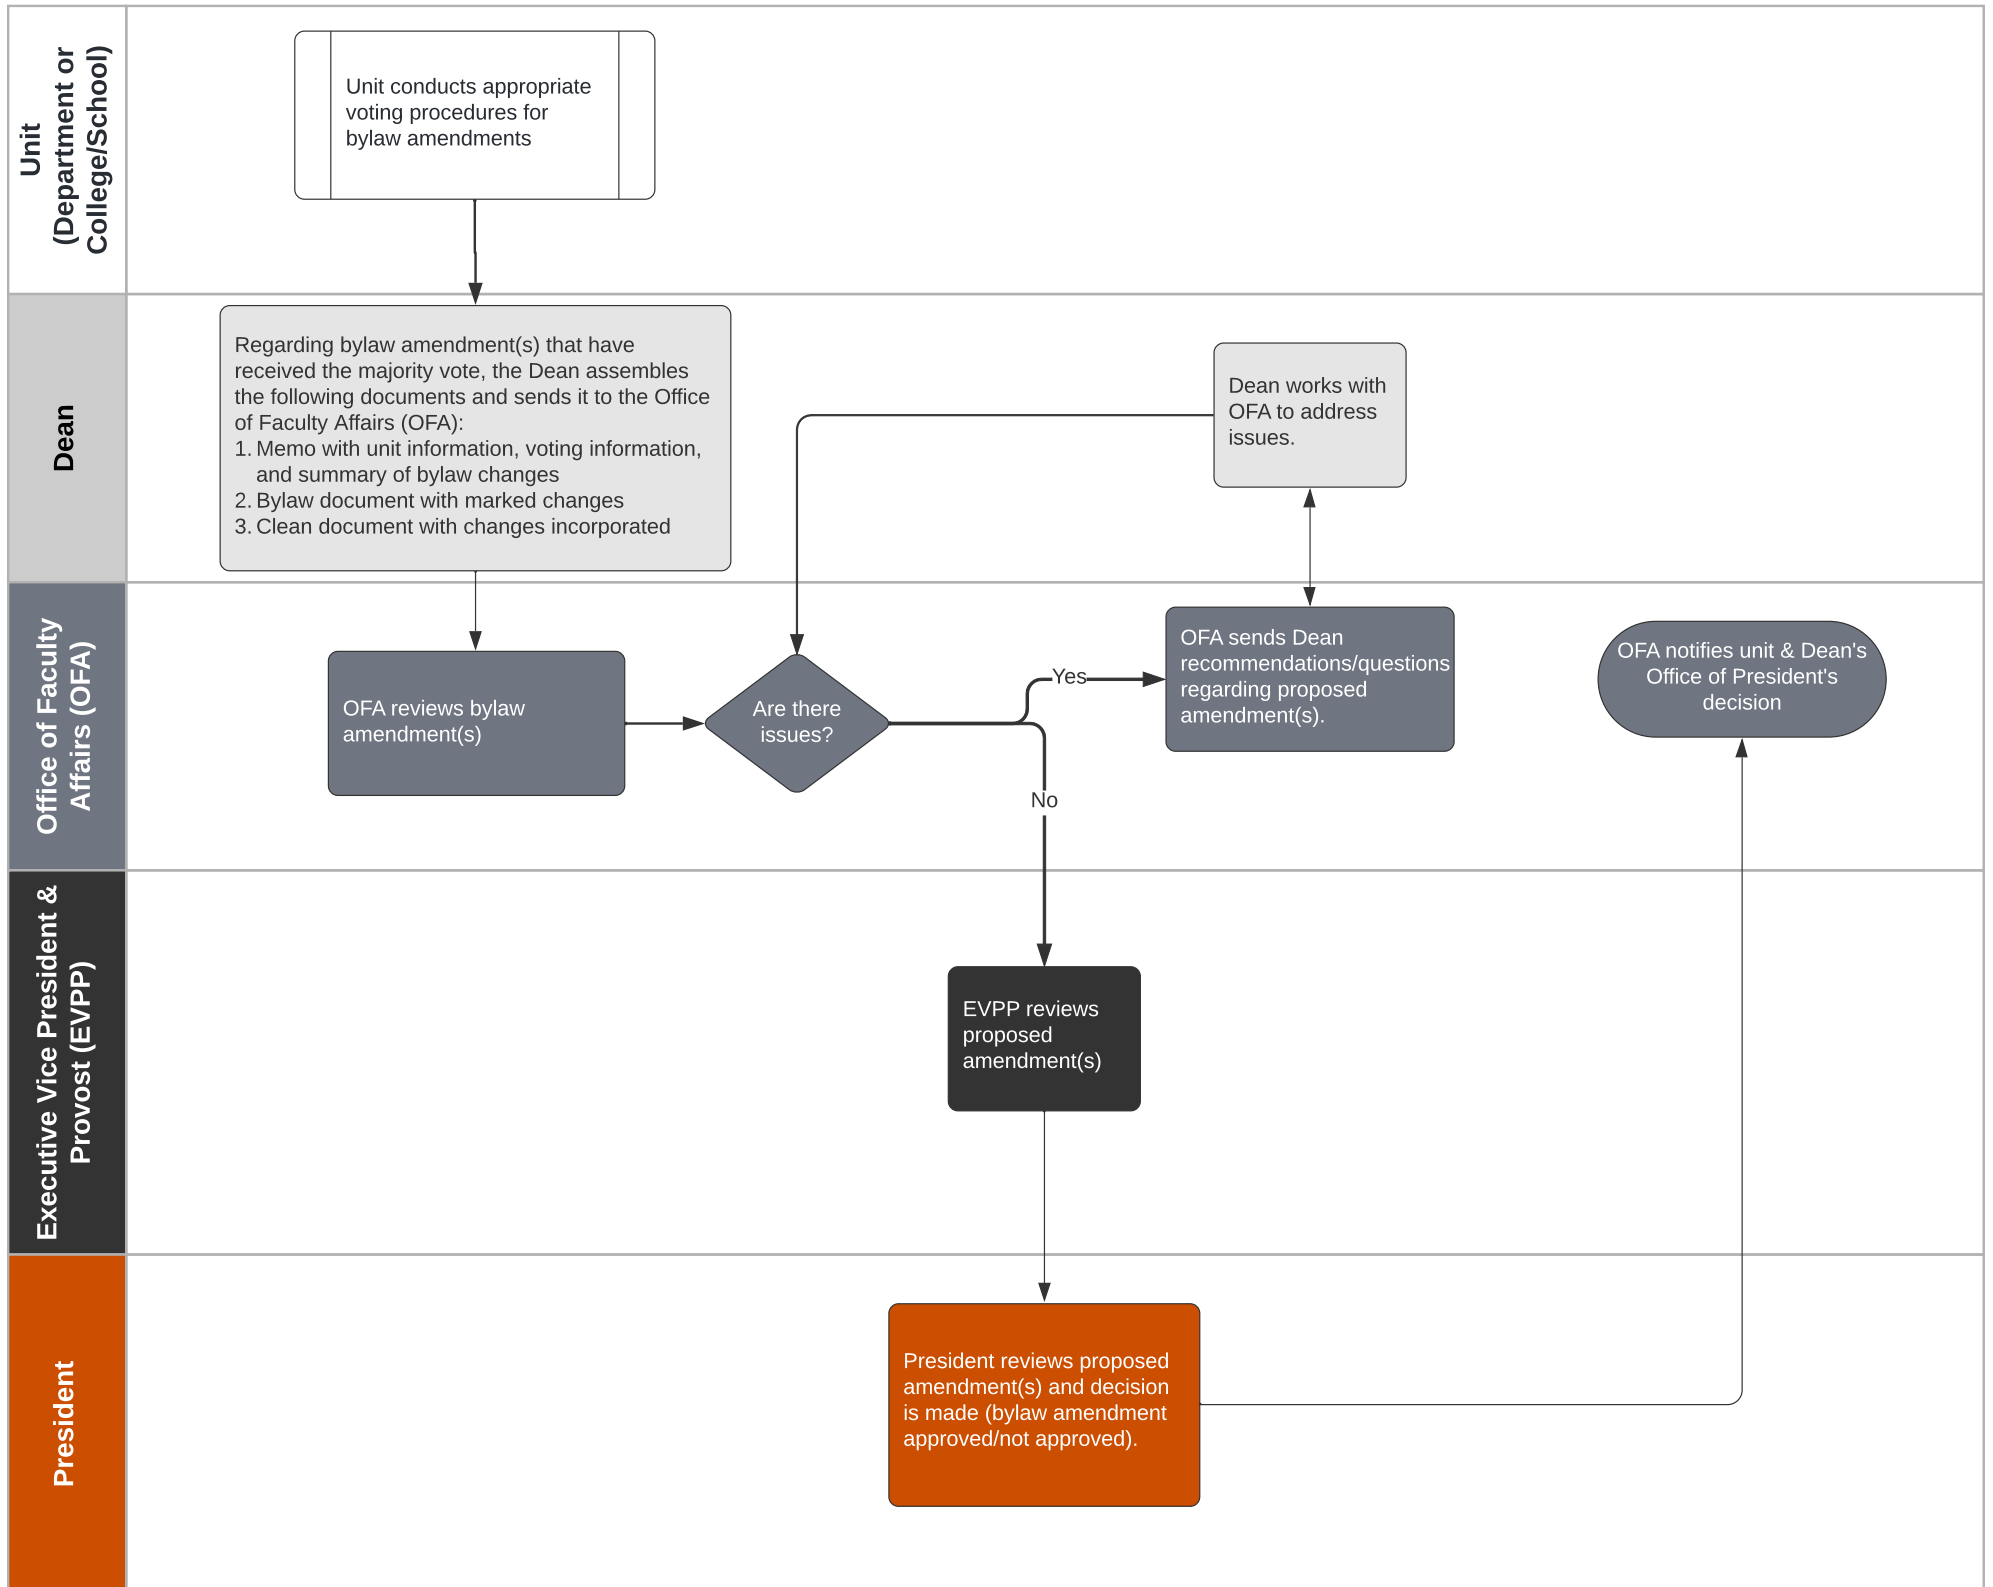 Unit
(Department or
College/School)
Unit conducts appropriate
voting procedures for
bylaw amendments
Dean
Regarding bylaw amendment(s) that have
received the majority vote, the Dean assembles
the following documents and sends it to the Office
of Faculty Affairs (OFA):
1. Memo with unit information, voting information,
and summary of bylaw changes
2. Bylaw document with marked changes
3. Clean document with changes incorporated
Dean works with
OFA to address
issues.
Office of Faculty
Affairs (OFA)
OFA reviews bylaw
amendment(s)
Are there
issues?
Yes
No
OFA sends Dean
recommendations/questions
regarding proposed
amendment(s).
OFA notifies unit & Dean's
Office of President's
decision
Executive Vice President &
Provost (EVPP)
EVPP reviews
proposed
amendment(s)
President
President reviews proposed
amendment(s) and decision
is made (bylaw amendment
approved/not approved).